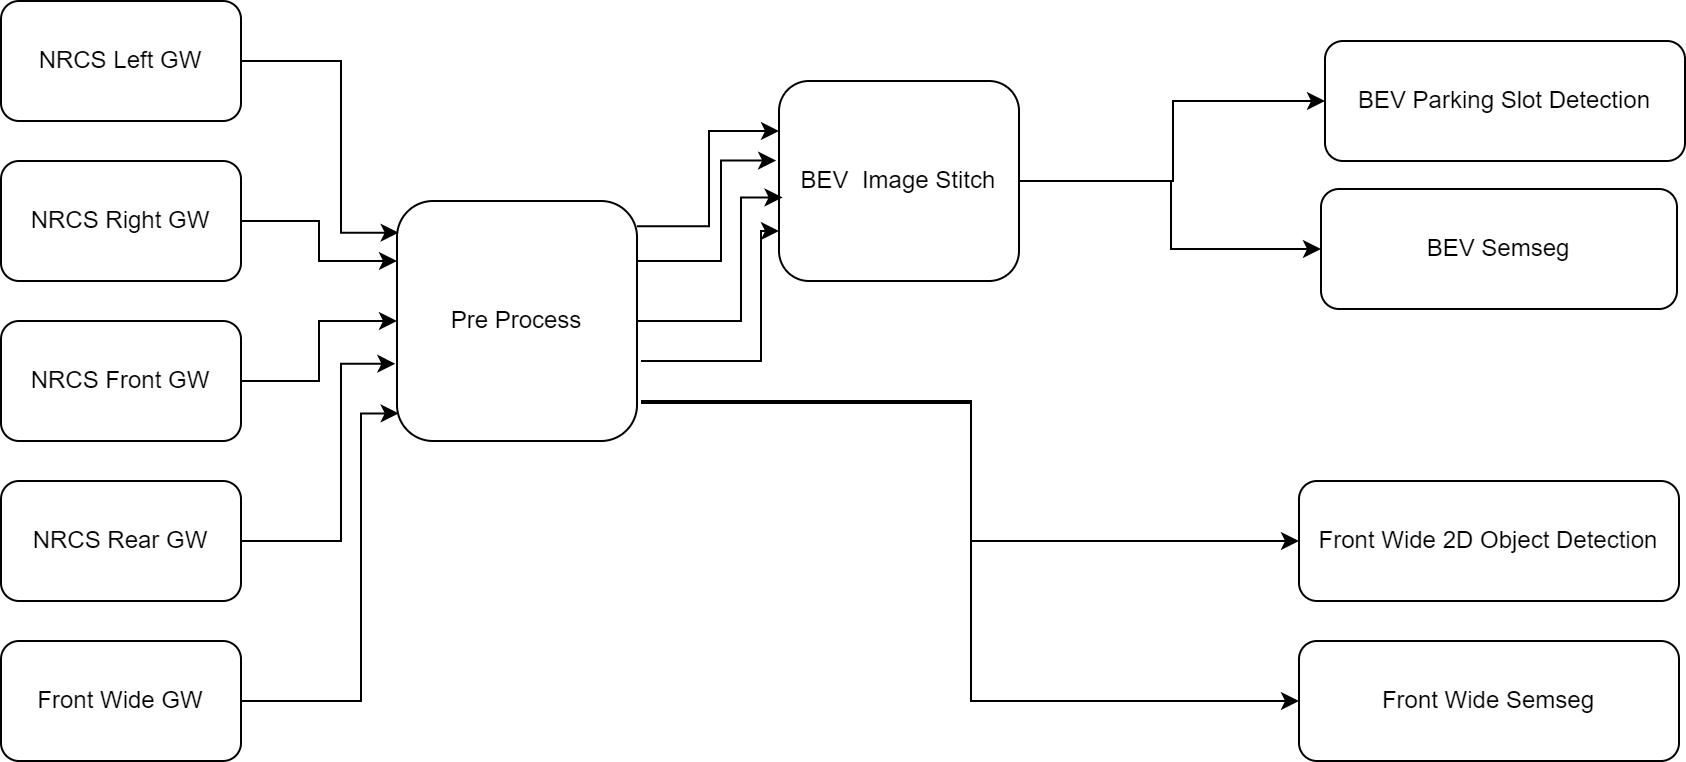 NRCS Left GW
NRCS Right GW
NRCS Front GW
NRCS Rear GW
Front Wide GW
Pre Process
BEV  Image Stitch
BEV Parking Slot Detection
BEV Semseg
Front Wide 2D Object Detection
Front Wide Semseg